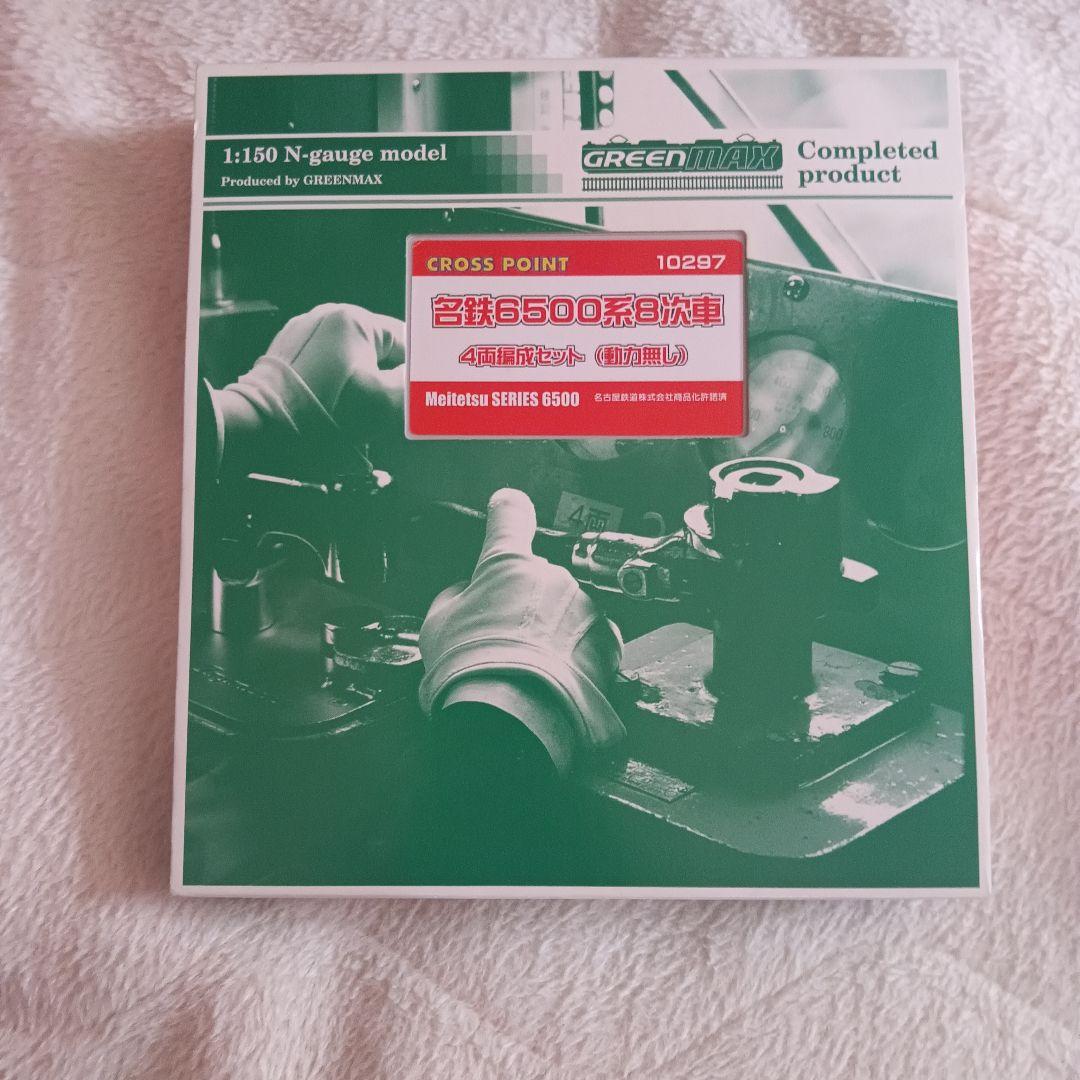 1:150 N-gauge model
Produced by GREENMAX
GREENMAX
Completed
product
CROSS POINT 10297
名鉄6500系8次車
4両編成セット（動力無し）
Meitetsu SERIES 6500 名古屋鉄道株式会社商品化許諾済
4両